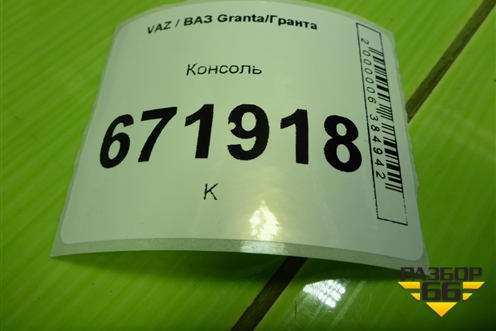 VAZ / ВАЗ Granta/Гранта
Консоль
671918
К
2000006384942
РАЗБОР
66